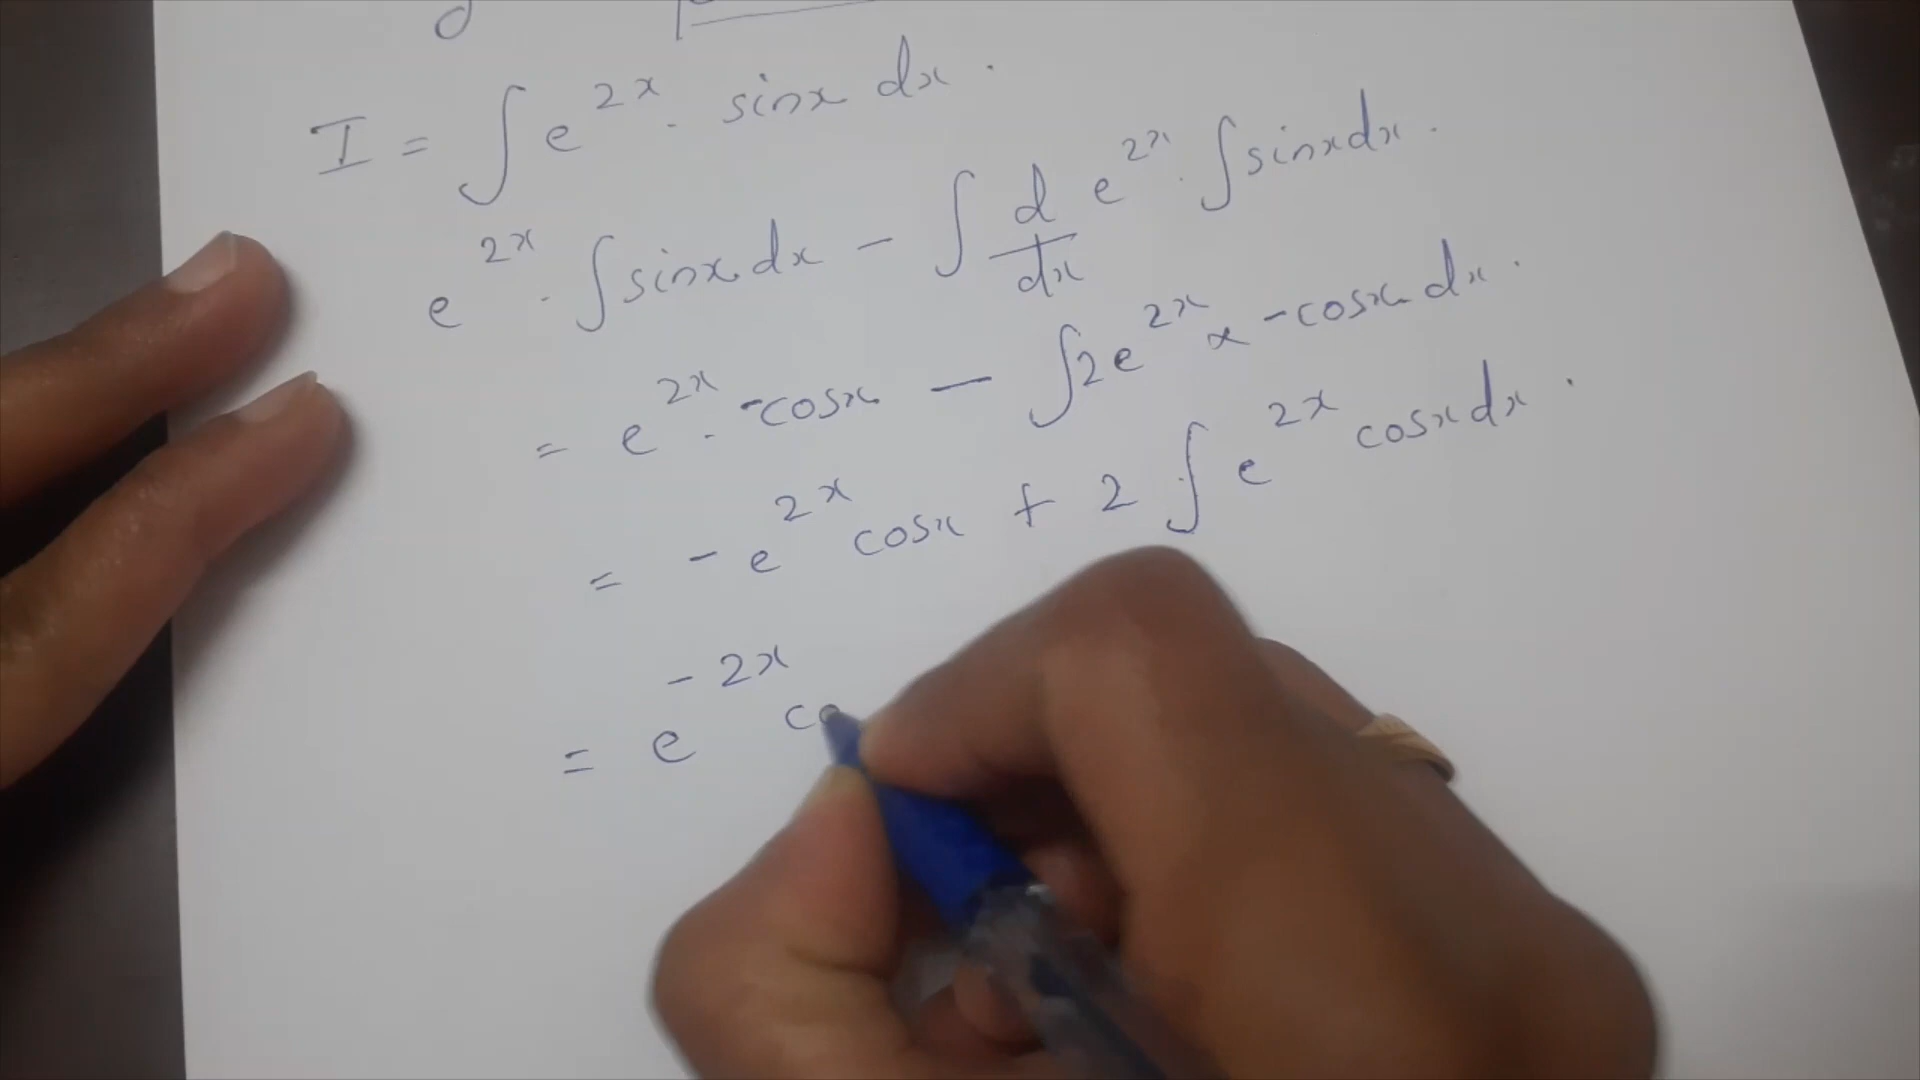 I = ∫ e^{2x} . sinx dx .
e^{2x} . ∫ sinx dx - ∫ d/dx e^{2x} . ∫ sinx dx .
= e^{2x} . -cosx - ∫ 2e^{2x} x -cosx dx .
= - e^{2x} cosx + 2 ∫ e^{2x} cosx dx .
= e^{-2x} co